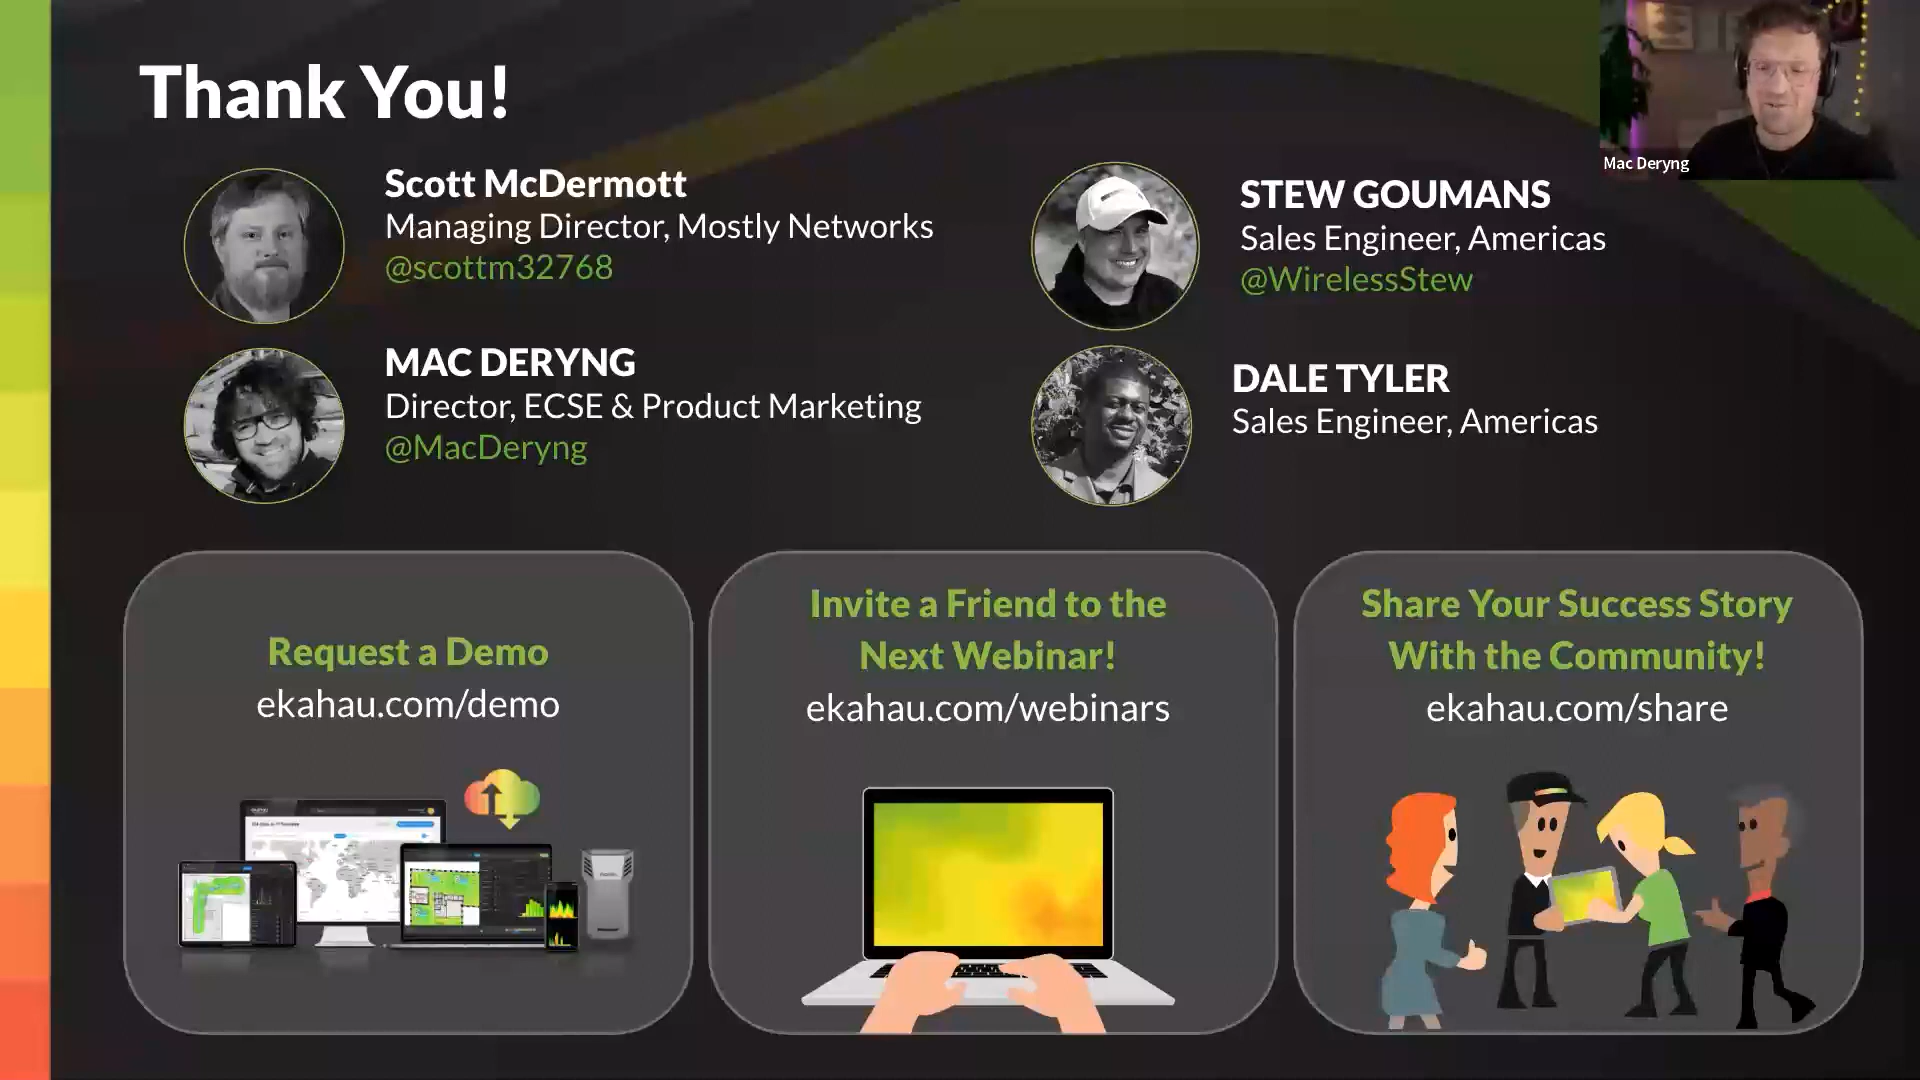 Thank You!
Scott McDermott
Managing Director, Mostly Networks
@scottm32768
MAC DERYNG
Director, ECSE & Product Marketing
@MacDeryng
STEW GOUMANS
Sales Engineer, Americas
@WirelessStew
DALE TYLER
Sales Engineer, Americas
Mac Deryng
Request a Demo
ekahau.com/demo
Invite a Friend to the
Next Webinar!
ekahau.com/webinars
Share Your Success Story
With the Community!
ekahau.com/share